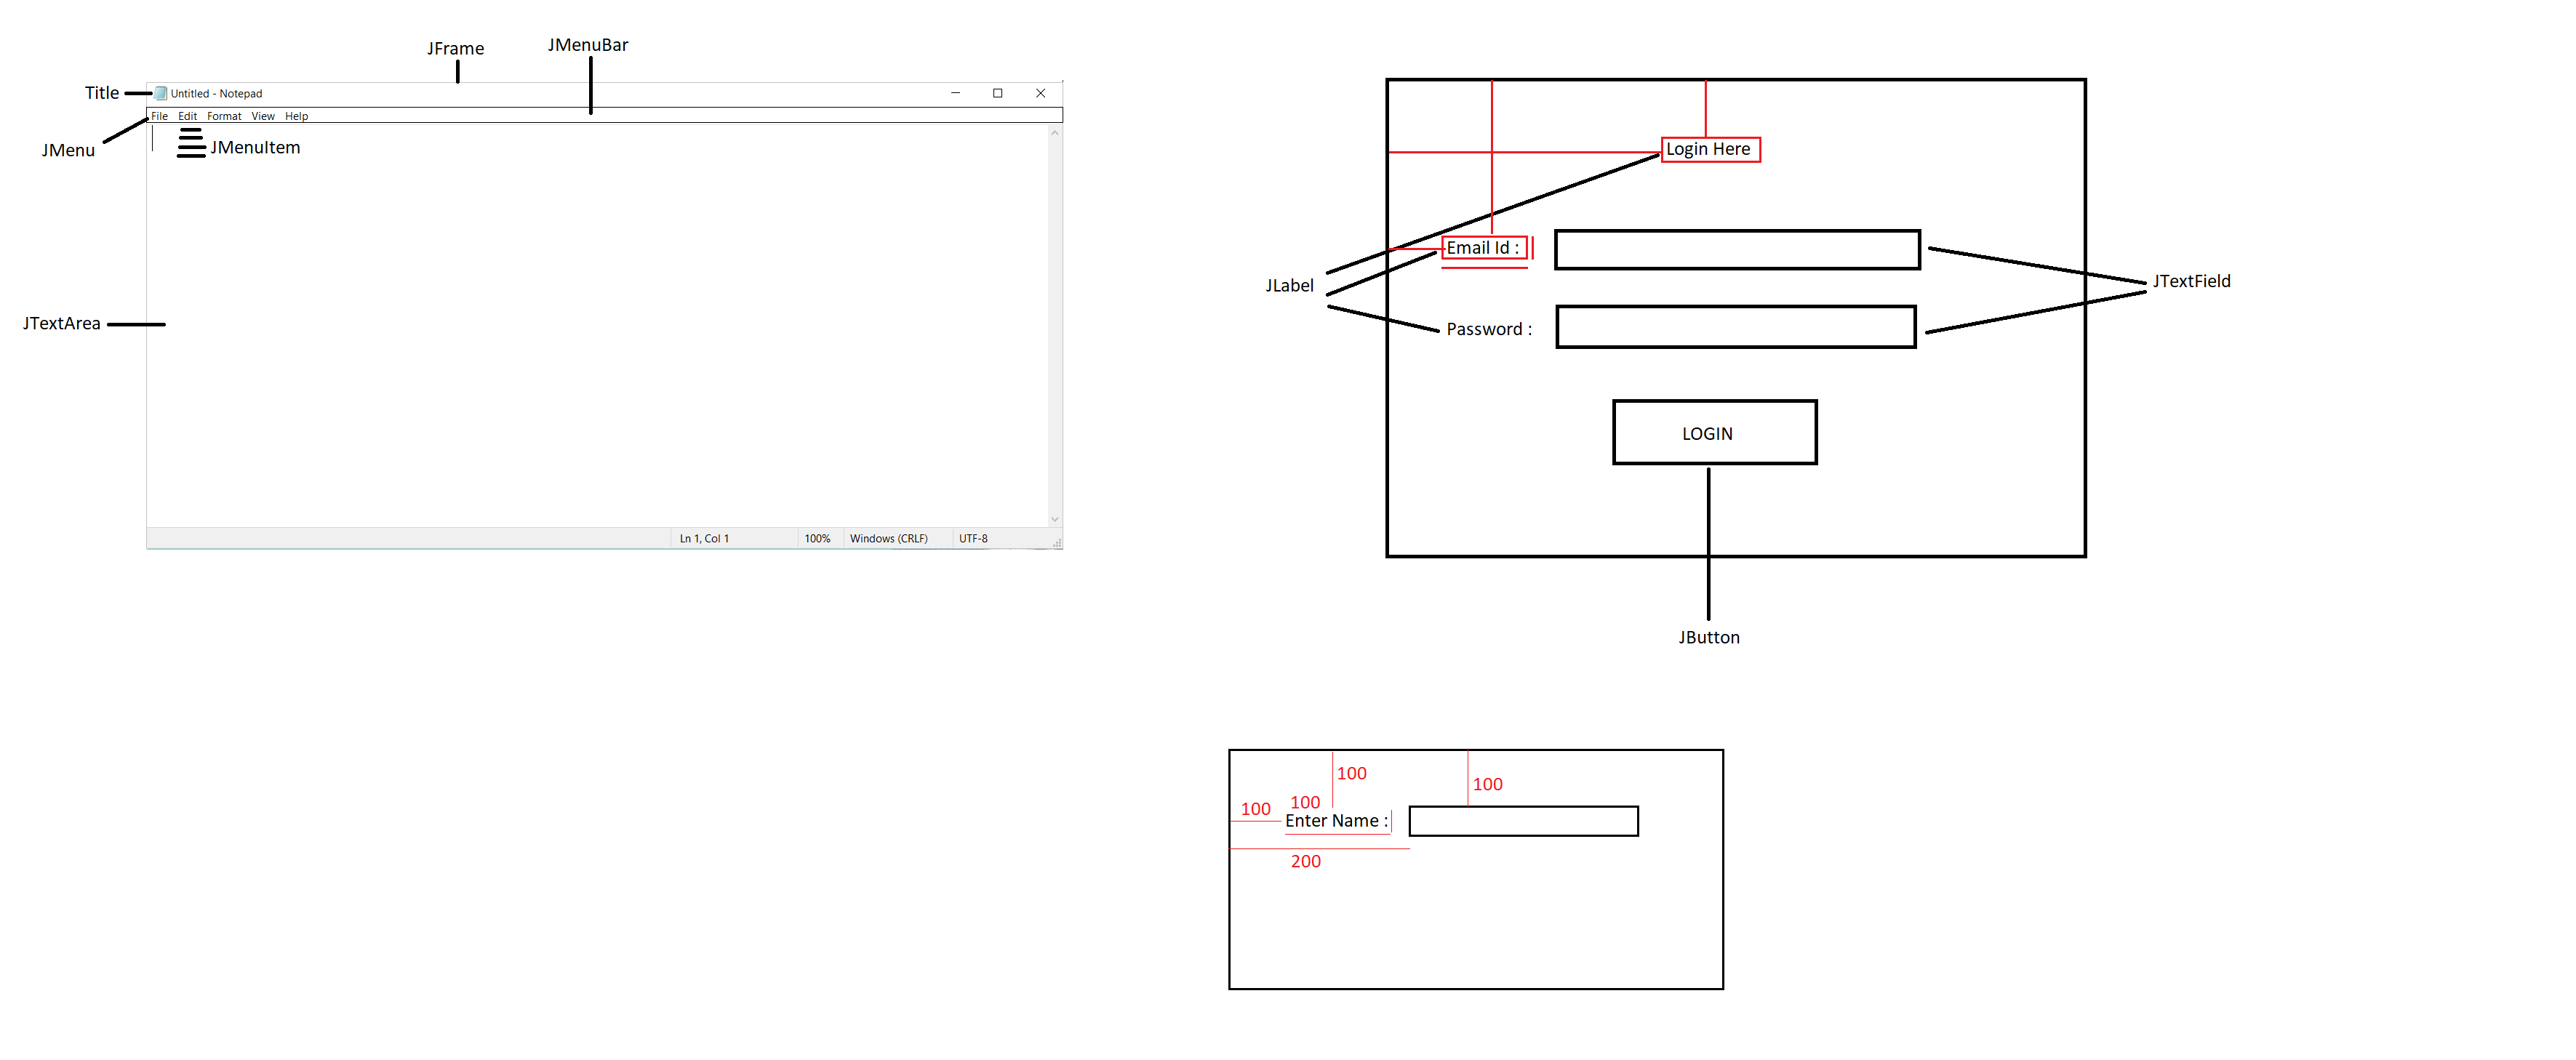 JFrame
JMenuBar
Title
Untitled - Notepad
File Edit Format View Help
JMenu
JMenuItem
JTextArea
Ln 1, Col 1 100% Windows (CRLF) UTF-8
Login Here
Email Id :
JLabel
JTextField
Password :
LOGIN
JButton
100
100
100
100
Enter Name :
200